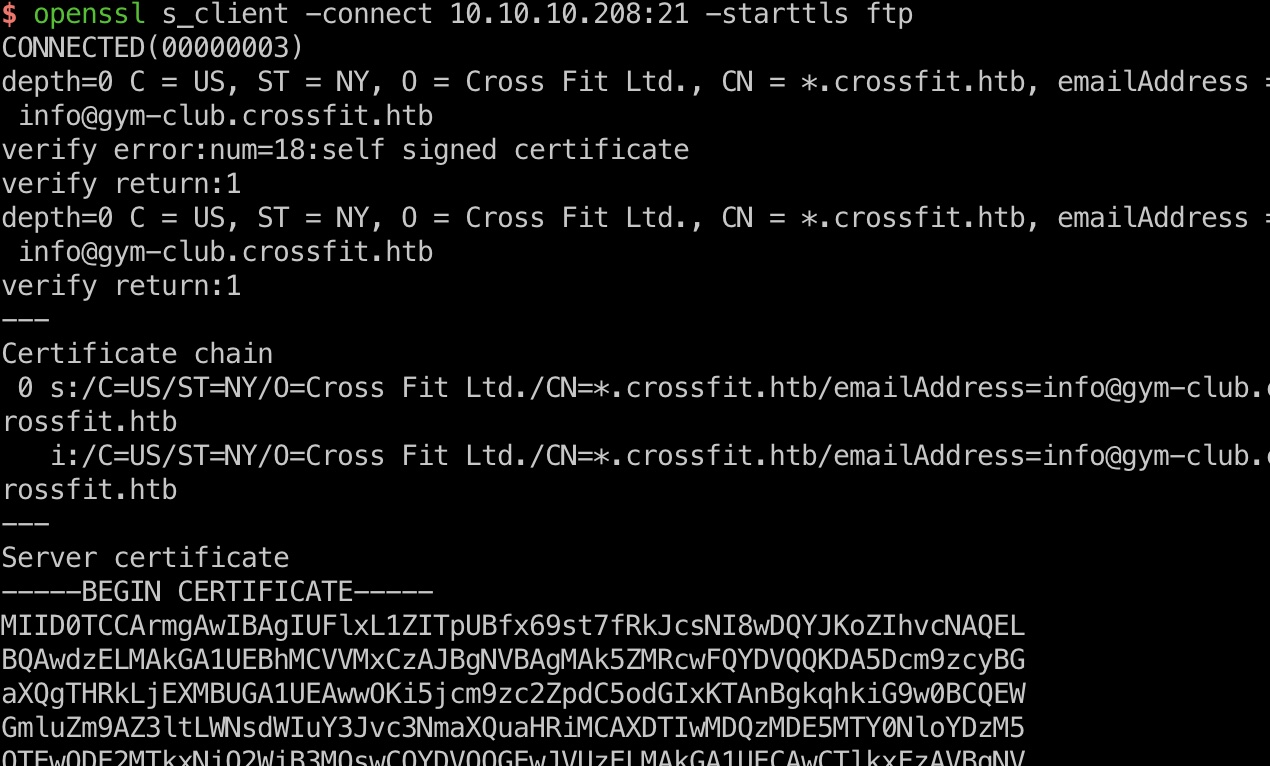 $ openssl s_client -connect 10.10.10.208:21 -starttls ftp
CONNECTED(00000003)
depth=0 C = US, ST = NY, O = Cross Fit Ltd., CN = *.crossfit.htb, emailAddress =
 info@gym-club.crossfit.htb
verify error:num=18:self signed certificate
verify return:1
depth=0 C = US, ST = NY, O = Cross Fit Ltd., CN = *.crossfit.htb, emailAddress =
 info@gym-club.crossfit.htb
verify return:1
---
Certificate chain
 0 s:/C=US/ST=NY/O=Cross Fit Ltd./CN=*.crossfit.htb/emailAddress=info@gym-club.c
rossfit.htb
   i:/C=US/ST=NY/O=Cross Fit Ltd./CN=*.crossfit.htb/emailAddress=info@gym-club.c
rossfit.htb
---
Server certificate
-----BEGIN CERTIFICATE-----
MIID0TCCArmgAwIBAgIUFlxL1ZITpUBfx69st7fRkJcsNI8wDQYJKoZIhvcNAQEL
BQAwdzELMAkGA1UEBhMCVVMxCzAJBgNVBAgMAk5ZMRcwFQYDVQQKDA5Dcm9zcyBG
aXQgTHRkLjEXMBUGA1UEAwwOKi5jcm9zc2ZpdC5odGIxKTAnBgkqhkiG9w0BCQEW
GmluZm9AZ3ltLWNsdWIuY3Jvc3NmaXQuaHRiMCAXDTIwMDQzMDE5MTY0NloYDzM5